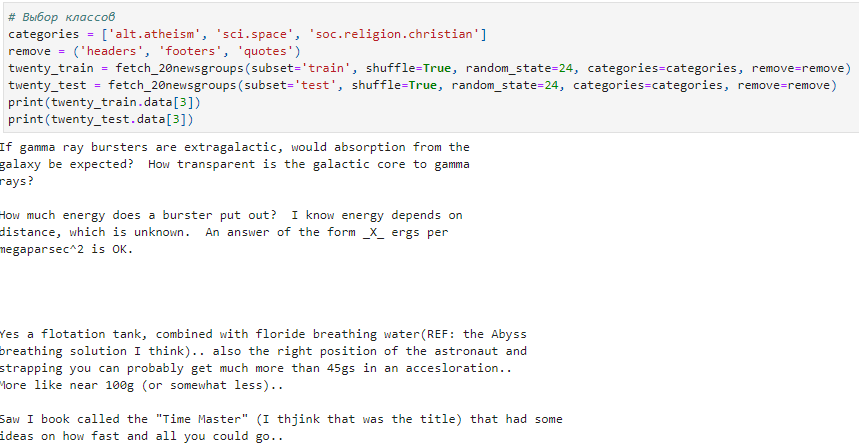 # Выбор классов
categories = ['alt.atheism', 'sci.space', 'soc.religion.christian']
remove = ('headers', 'footers', 'quotes')
twenty_train = fetch_20newsgroups(subset='train', shuffle=True, random_state=24, categories=categories, remove=remove)
twenty_test = fetch_20newsgroups(subset='test', shuffle=True, random_state=24, categories=categories, remove=remove)
print(twenty_train.data[3])
print(twenty_test.data[3])
If gamma ray bursters are extragalactic, would absorption from the
galaxy be expected?  How transparent is the galactic core to gamma
rays?
How much energy does a burster put out?  I know energy depends on
distance, which is unknown.  An answer of the form _X_ ergs per
megaparsec^2 is OK.
Yes a flotation tank, combined with floride breathing water(REF: the Abyss
breathing solution I think).. also the right position of the astronaut and
strapping you can probably get much more than 45gs in an accesloration..
More like near 100g (or somewhat less)..
Saw I book called the "Time Master" (I thjink that was the title) that had some
ideas on how fast and all you could go..